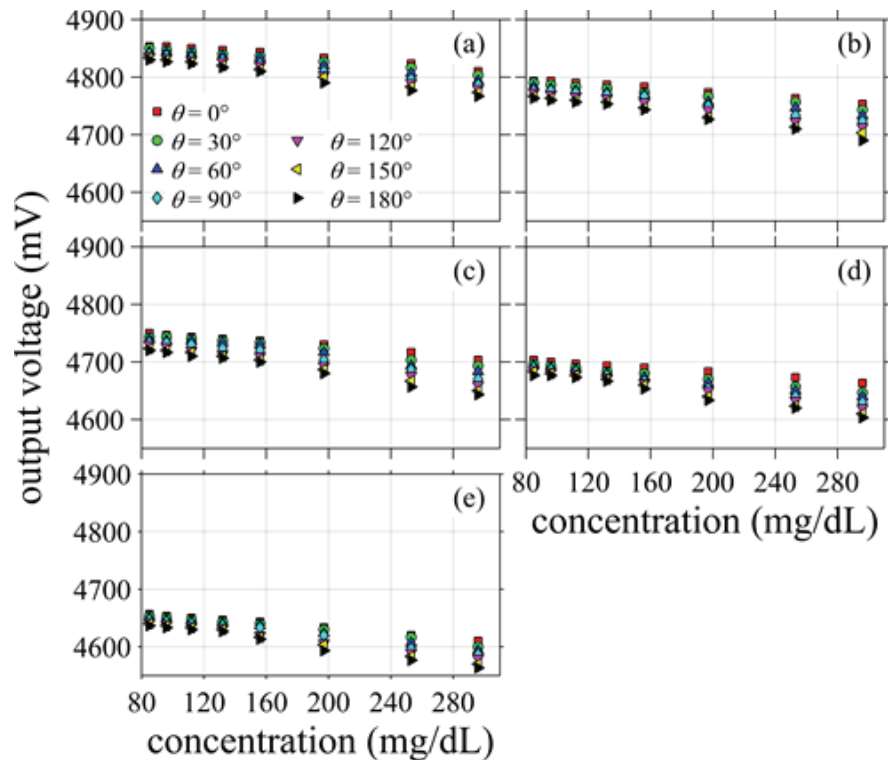 4900
4800
4700
4600
(a)
θ = 0°
θ = 30°
θ = 60°
θ = 90°
θ = 120°
θ = 150°
θ = 180°
(b)
4900
4800
4700
4600
(c)
(d)
80 120 160 200 240 280
concentration (mg/dL)
4900
4800
4700
4600
(e)
80 120 160 200 240 280
concentration (mg/dL)
output voltage (mV)